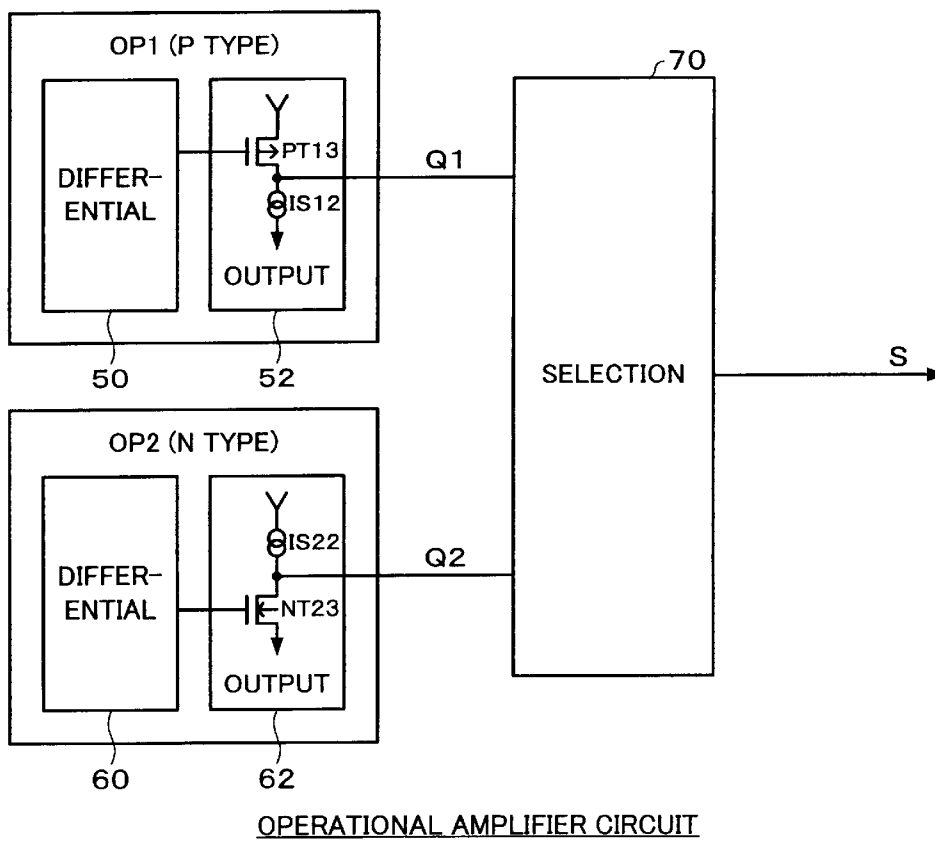 OP1 (P TYPE)
70
DIFFER-
ENTIAL
PT13
IS12
OUTPUT
Q1
50
52
SELECTION
S
OP2 (N TYPE)
DIFFER-
ENTIAL
IS22
NT23
OUTPUT
Q2
60
62
OPERATIONAL AMPLIFIER CIRCUIT